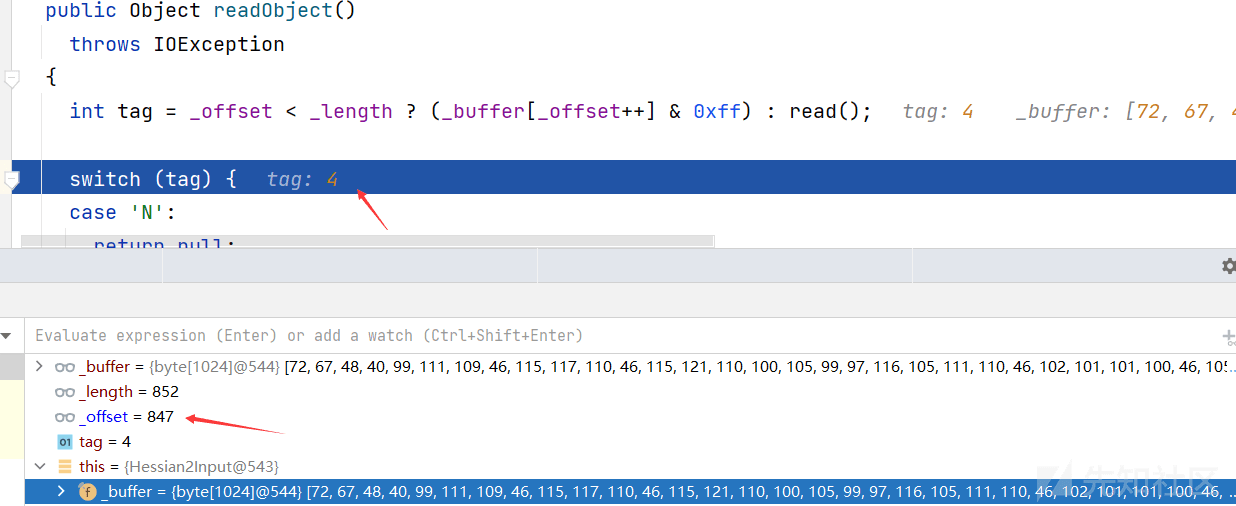 public Object readObject()
throws IOException
{
int tag = _offset < _length ? (_buffer[_offset++] & 0xff) : read(); tag: 4 _buffer: [72, 67, 4
switch (tag) { tag: 4
case 'N':
return null;
Evaluate expression (Enter) or add a watch (Ctrl+Shift+Enter)
_buffer = {byte[1024]@544} [72, 67, 48, 40, 99, 111, 109, 46, 115, 117, 110, 46, 115, 121, 110, 100, 105, 99, 97, 116, 105, 111, 110, 46, 102, 101, 101, 100, 46, 105...
_length = 852
_offset = 847
01 tag = 4
this = {Hessian2Input@543}
f _buffer = {byte[1024]@544} [72, 67, 48, 40, 99, 111, 109, 46, 115, 117, 110, 46, 115, 121, 110, 100, 105, 99, 97, 116, 105, 111, 110, 46, 102, 101, 101, 100, 46, ...
先知社区